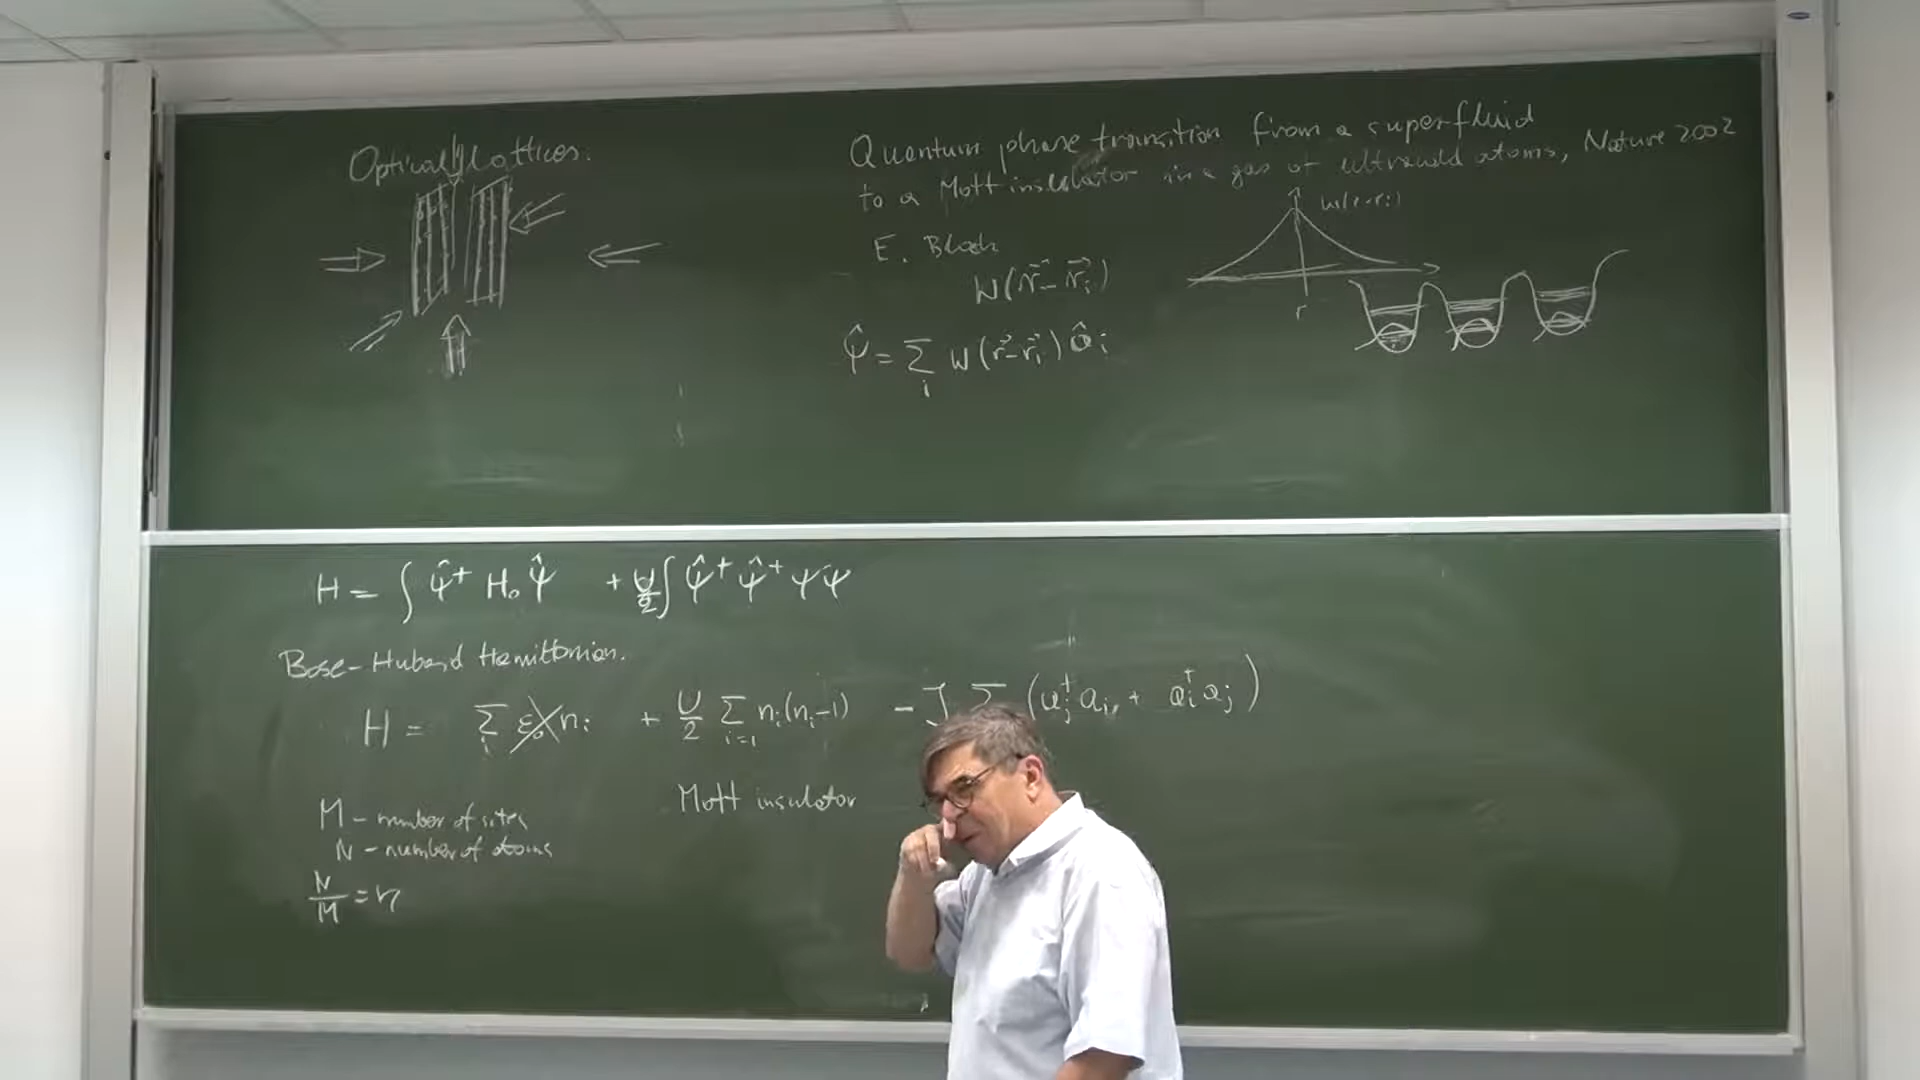 Optical lattices.
Quantum phase transition from a superfluid
to a Mott insulator in a gas of ultracold atoms, Nature 2002
E. Bloch
W(r⃗ - r⃗ᵢ)
w(r-rᵢ)
r
Ψ̂ = Σᵢ w(r⃗-r⃗ᵢ) âᵢ
H = ∫ Ψ̂⁺ H₀ Ψ̂ + U/2 ∫ Ψ̂⁺ Ψ̂⁺ Ψ Ψ
Bose-Hubard Hamiltonian.
H = Σᵢ ε₀ nᵢ + U/2 Σᵢ₌₁ nᵢ(nᵢ-1) - J Σ (aⱼ⁺ aᵢ + aᵢ⁺ aⱼ)
Mott insulator
M - number of sites
N - number of atoms
N/M = n